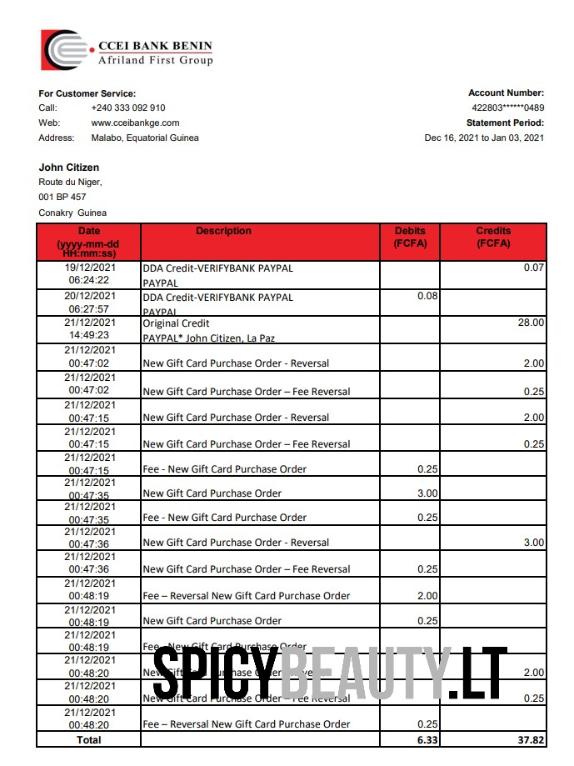 CCEI BANK BENIN
Afriland First Group
For Customer Service:
Call: +240 333 092 910
Web: www.cceibankge.com
Address: Malabo, Equatorial Guinea
Account Number:
422803******0489
Statement Period:
Dec 16, 2021 to Jan 03, 2021
John Citizen
Route du Niger,
001 BP 457
Conakry Guinea
Date (yyyy-mm-dd HH:mm:ss) Description Debits (FCFA) Credits (FCFA)
19/12/2021 06:24:22 DDA Credit-VERIFYBANK PAYPAL PAYPAL 0.07
20/12/2021 06:27:57 DDA Credit-VERIFYBANK PAYPAL PAYPAL 0.08
21/12/2021 14:49:23 Original Credit PAYPAL* John Citizen, La Paz 28.00
21/12/2021 00:47:02 New Gift Card Purchase Order - Reversal 2.00
21/12/2021 00:47:02 New Gift Card Purchase Order – Fee Reversal 0.25
21/12/2021 00:47:15 New Gift Card Purchase Order - Reversal 2.00
21/12/2021 00:47:15 New Gift Card Purchase Order – Fee Reversal 0.25
21/12/2021 00:47:15 Fee - New Gift Card Purchase Order 0.25
21/12/2021 00:47:35 New Gift Card Purchase Order 3.00
21/12/2021 00:47:35 Fee - New Gift Card Purchase Order 0.25
21/12/2021 00:47:36 New Gift Card Purchase Order - Reversal 3.00
21/12/2021 00:47:36 New Gift Card Purchase Order – Fee Reversal 0.25
21/12/2021 00:48:19 Fee – Reversal New Gift Card Purchase Order 2.00
21/12/2021 00:48:19 New Gift Card Purchase Order 0.25
21/12/2021 00:48:19 Fee - New Gift Card Purchase Order
21/12/2021 00:48:20 New Gift Card Purchase Order - Reversal 2.00
21/12/2021 00:48:20 New Gift Card Purchase Order – Fee Reversal 0.25
21/12/2021 00:48:20 Fee – Reversal New Gift Card Purchase Order 0.25
Total 6.33 37.82
SPICYBEAUTY.LT